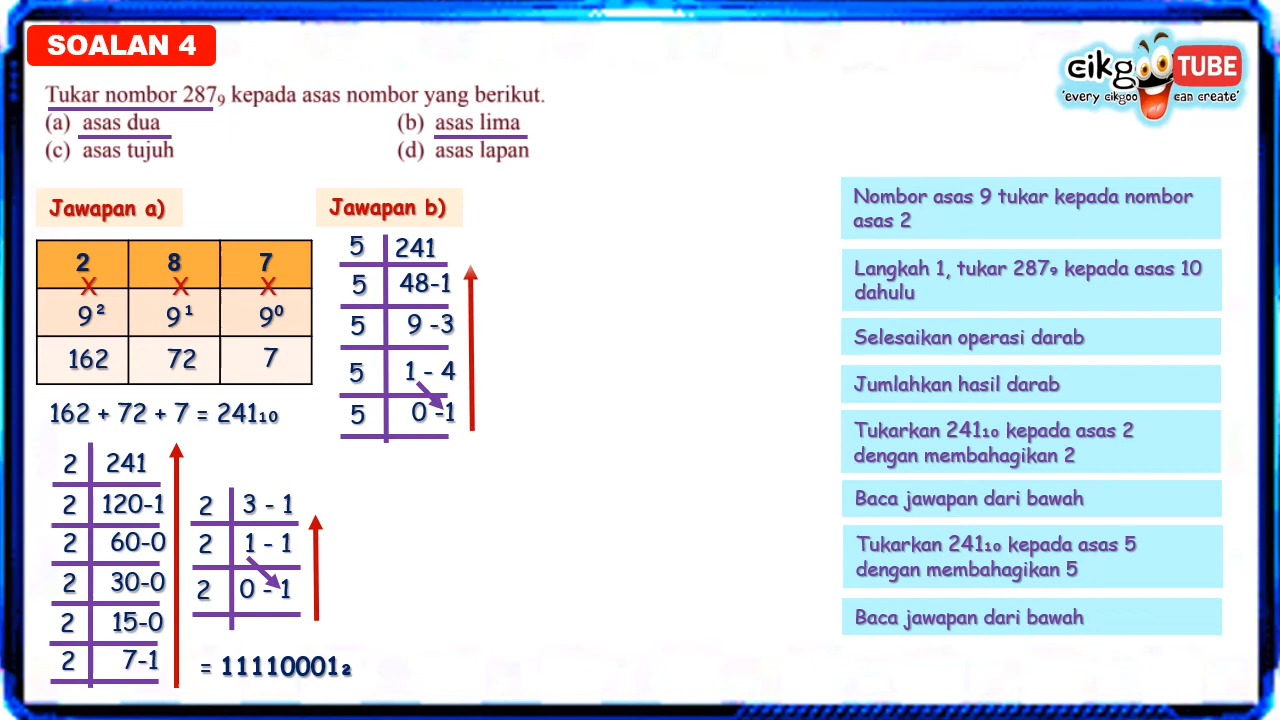 SOALAN 4
cikgoo TUBE
'every cikgoo can create'
Tukar nombor 287₉ kepada asas nombor yang berikut.
(a) asas dua (b) asas lima
(c) asas tujuh (d) asas lapan
Jawapan a)
2 8 7
X X X
9² 9¹ 9⁰
162 72 7
162 + 72 + 7 = 241₁₀
2 241
2 120-1
2 60-0
2 30-0
2 15-0
2 7-1
2 3 - 1
2 1 - 1
2 0 - 1
= 11110001₂
Jawapan b)
5 241
5 48-1
5 9 -3
5 1 - 4
5 0 -1
Nombor asas 9 tukar kepada nombor
asas 2
Langkah 1, tukar 287₉ kepada asas 10
dahulu
Selesaikan operasi darab
Jumlahkan hasil darab
Tukarkan 241₁₀ kepada asas 2
dengan membahagikan 2
Baca jawapan dari bawah
Tukarkan 241₁₀ kepada asas 5
dengan membahagikan 5
Baca jawapan dari bawah